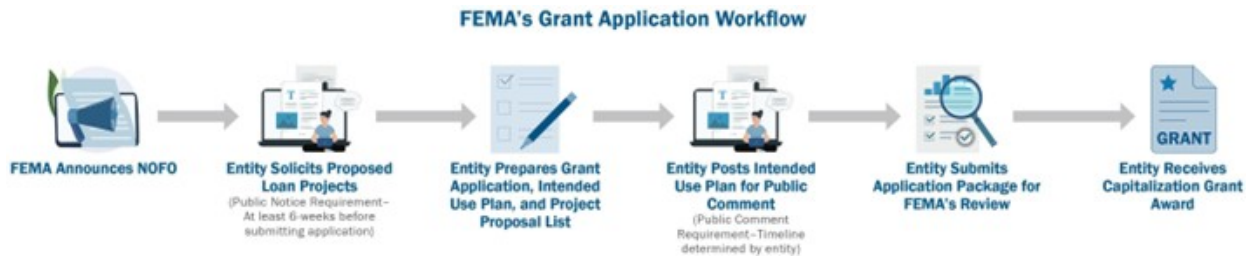 FEMA's Grant Application Workflow
FEMA Announces NOFO
Entity Solicits Proposed
Loan Projects
(Public Notice Requirement–
At least 6-weeks before
submitting application)
Entity Prepares Grant
Application, Intended
Use Plan, and Project
Proposal List
Entity Posts Intended
Use Plan for Public
Comment
(Public Comment
Requirement–Timeline
determined by entity)
Entity Submits
Application Package for
FEMA's Review
GRANT
Entity Receives
Capitalization Grant
Award